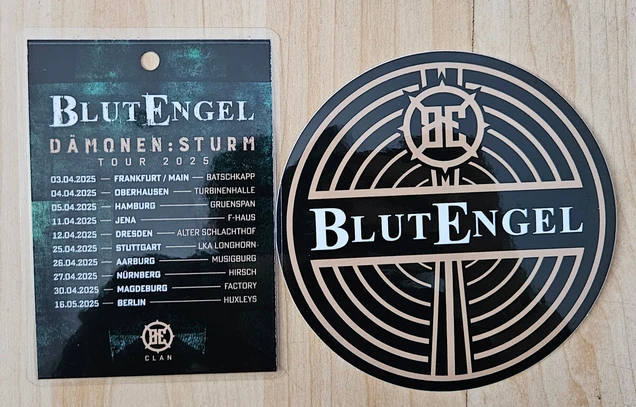 BLUTENGEL
DÄMONEN:STURM
TOUR 2025
03.04.2025 — FRANKFURT / MAIN — BATSCHKAPP
04.04.2025 — OBERHAUSEN — TURBINENHALLE
05.04.2025 — HAMBURG — GRUENSPAN
11.04.2025 — JENA — F-HAUS
12.04.2025 — DRESDEN — ALTER SCHLACHTHOF
25.04.2025 — STUTTGART — LKA LONGHORN
26.04.2025 — AARBURG — MUSIGBURG
27.04.2025 — NÜRNBERG — HIRSCH
30.04.2025 — MAGDEBURG — FACTORY
16.05.2025 — BERLIN — HUXLEYS
BE
CLAN
BE
BLUTENGEL